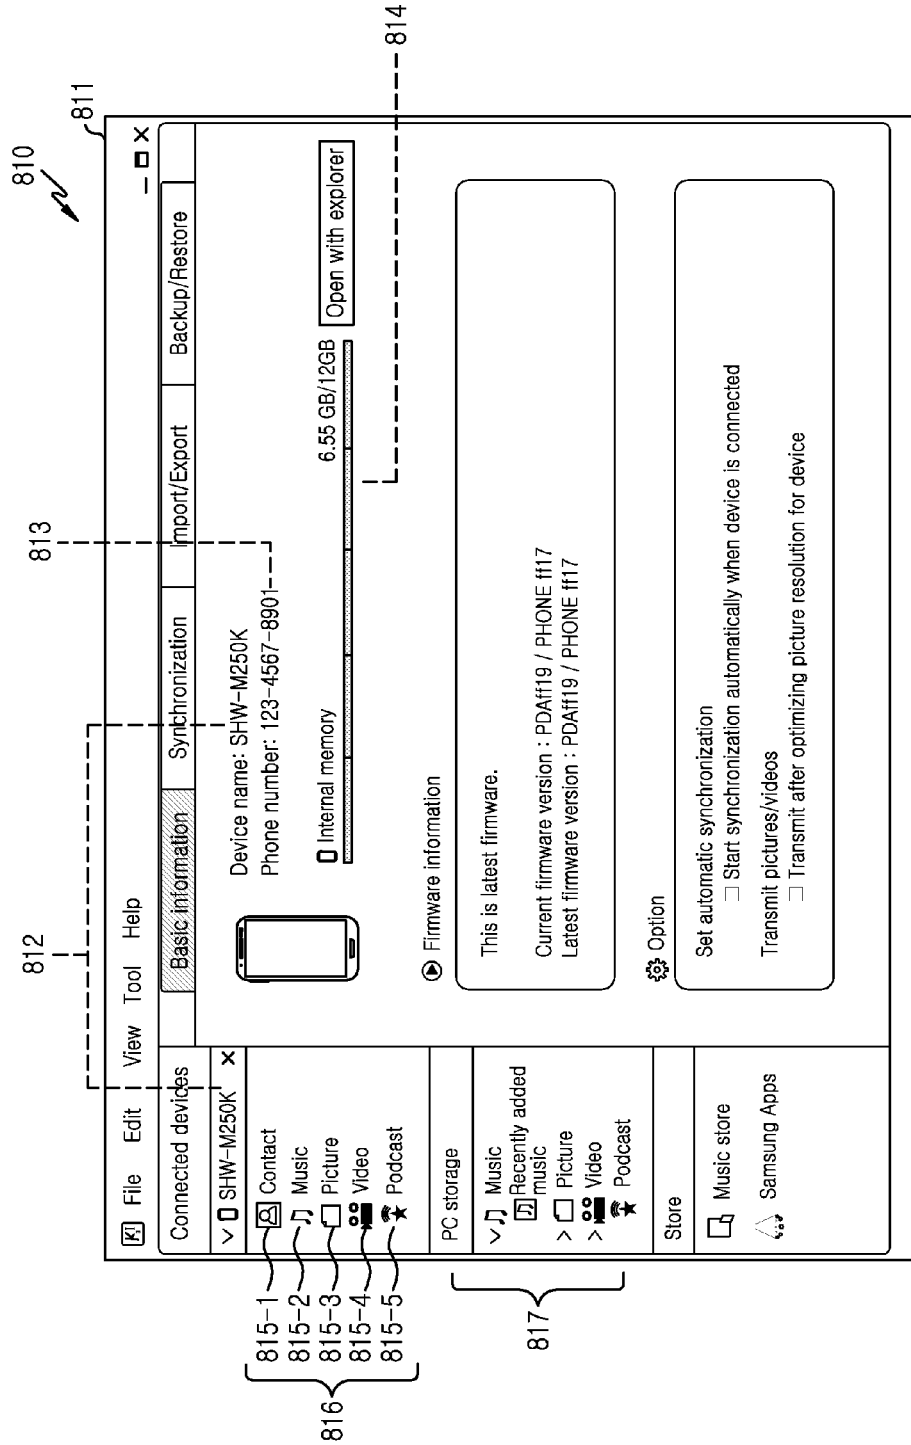 810
811
812
813
814
File Edit View Tool Help
Connected devices
SHW-M250K X
Contact
Music
Picture
Video
Podcast
PC storage
Music
Recently added
music
Picture
Video
Podcast
Store
Music store
Samsung Apps
Basic information
Synchronization
Import/Export
Backup/Restore
Device name: SHW-M250K
Phone number: 123-4567-8901
Internal memory
6.55 GB/12GB
Open with explorer
Firmware information
This is latest firmware.
Current firmware version : PDAff19 / PHONE ff17
Latest firmware version : PDAff19 / PHONE ff17
Option
Set automatic synchronization
Start synchronization automatically when device is connected
Transmit pictures/videos
Transmit after optimizing picture resolution for device
815-1
815-2
815-3
815-4
815-5
816
817